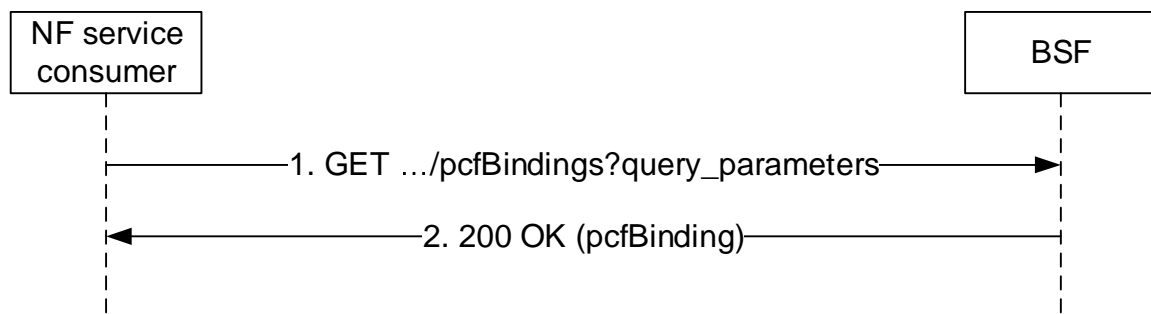 NF service
consumer
BSF
1. GET …/pcfBindings?query_parameters
2. 200 OK (pcfBinding)